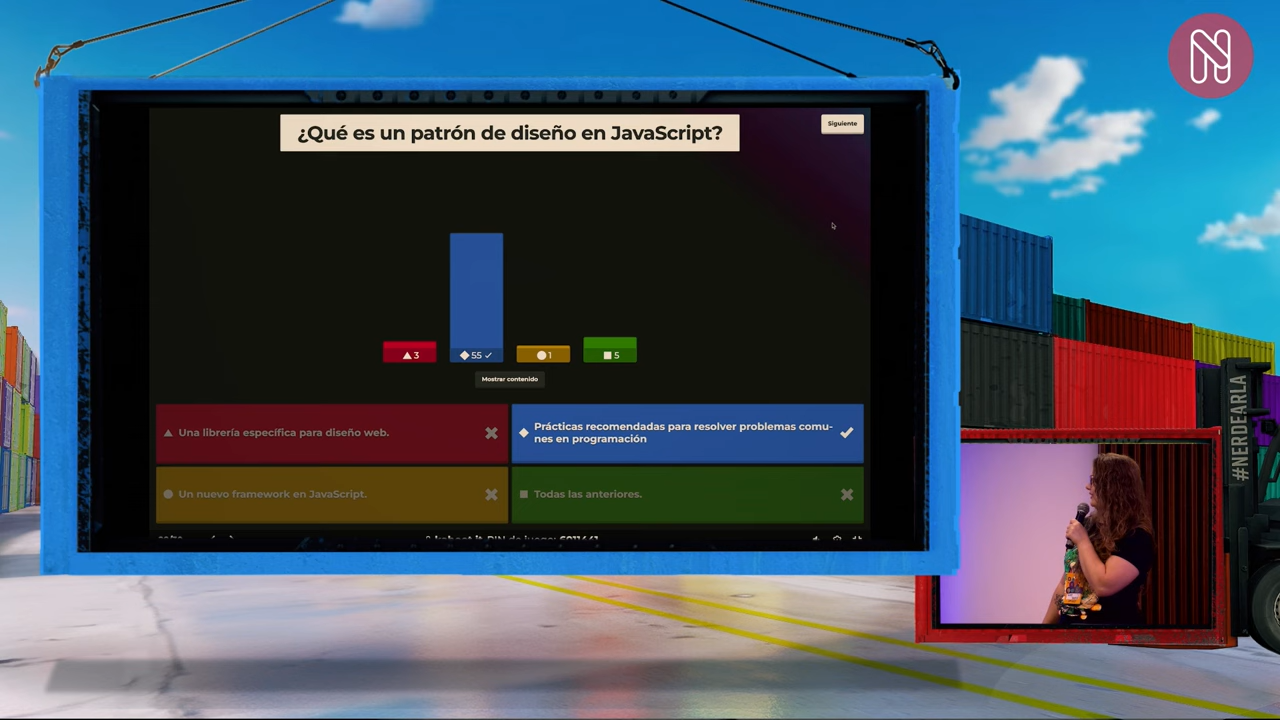 ¿Qué es un patrón de diseño en JavaScript?
Siguiente
3
55
1
5
Mostrar contenido
Una librería específica para diseño web.
Prácticas recomendadas para resolver problemas comu-
nes en programación
Un nuevo framework en JavaScript.
Todas las anteriores.
#NERDEARLA